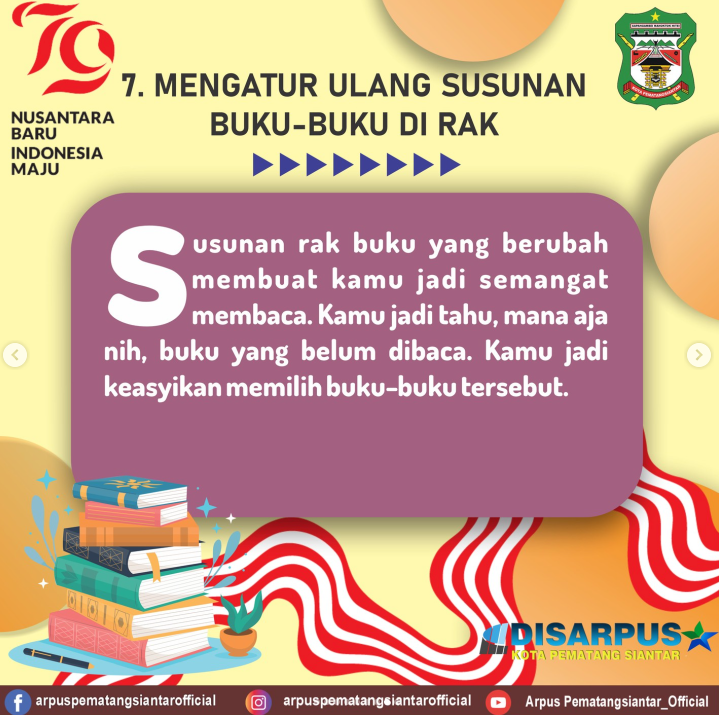 79
NUSANTARA
BARU
INDONESIA
MAJU
7. MENGATUR ULANG SUSUNAN
BUKU-BUKU DI RAK
KOTA PEMATANGSIANTAR
Susunan rak buku yang berubah
membuat kamu jadi semangat
membaca. Kamu jadi tahu, mana aja
nih, buku yang belum dibaca. Kamu jadi
keasyikan memilih buku-buku tersebut.
DISARPUS
KOTA PEMATANG SIANTAR
arpuspematangsiantarofficial
arpuspematangsiantarofficial
Arpus Pematangsiantar_Official